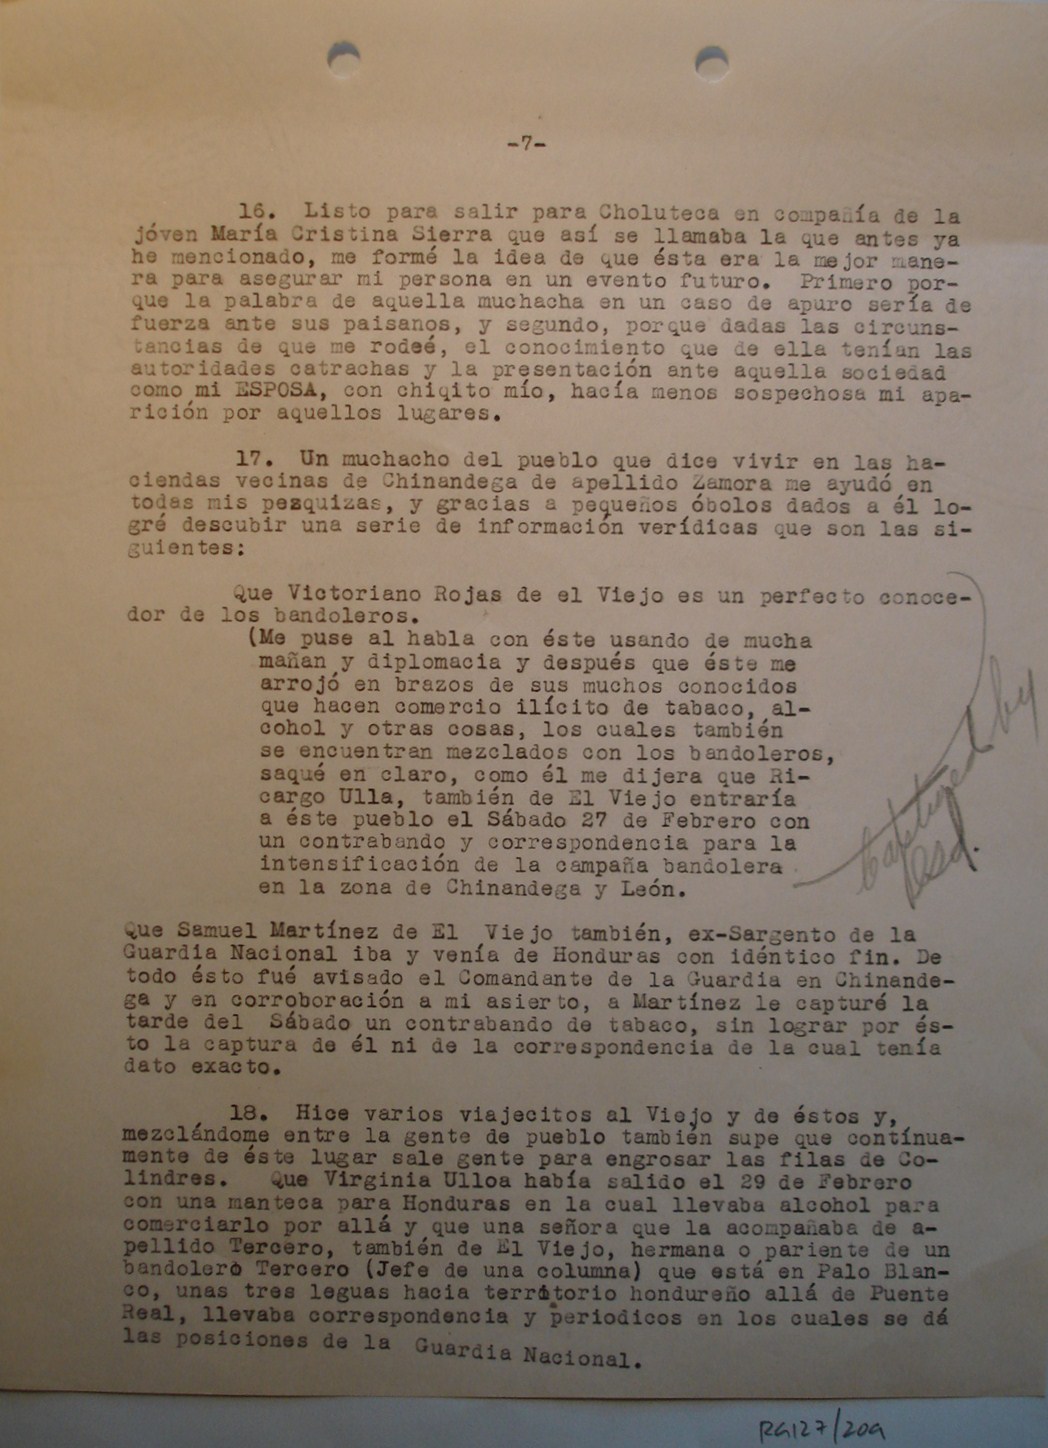 -7-
16. Listo para salir para Choluteca en compañía de la
jóven María Cristina Sierra que así se llamaba la que antes ya
he mencionado, me formé la idea de que ésta era la mejor mane-
ra para asegurar mi persona en un evento futuro. Primero por-
que la palabra de aquella muchacha en un caso de apuro sería de
fuerza ante sus paisanos, y segundo, porque dadas las circuns-
tancias de que me rodeé, el conocimiento que de ella tenían las
autoridades catrachas y la presentación ante aquella sociedad
como mi ESPOSA, con chiqito mío, hacía menos sospechosa mi apa-
rición por aquellos lugares.
17. Un muchacho del pueblo que dice vivir en las ha-
ciendas vecinas de Chinandega de apellido Zamora me ayudó en
todas mis pezquizas, y gracias a pequeños óbolos dados a él lo-
gré descubir una serie de información verídicas que son las si-
guientes:
Que Victoriano Rojas de el Viejo es un perfecto conoce-
dor de los bandoleros.
(Me puse al habla con éste usando de mucha
mañan y diplomacia y después que éste me
arrojó en brazos de sus muchos conocidos
que hacen comercio ilícito de tabaco, al-
cohol y otras cosas, los cuales también
se encuentran mezclados con los bandoleros,
saqué en claro, como él me dijera que Ri-
cargo Ulla, también de El Viejo entraría
a éste pueblo el Sábado 27 de Febrero con
un contrabando y correspondencia para la
intensificación de la campaña bandolera
en la zona de Chinandega y León.
Captured by
Que Samuel Martínez de El Viejo también, ex-Sargento de la
Guardia Nacional iba y venía de Honduras con idéntico fin. De
todo ésto fué avisado el Comandante de la Guardia en Chinande-
ga y en corroboración a mi asierto, a Martínez le capturé la
tarde del Sábado un contrabando de tabaco, sin lograr por és-
to la captura de él ni de la correspondencia de la cual tenía
dato exacto.
18. Hice varios viajecitos al Viejo y de éstos y,
mezclándome entre la gente de pueblo también supe que contínua-
mente de éste lugar sale gente para engrosar las filas de Co-
lindres. Que Virginia Ulloa había salido el 29 de Febrero
con una manteca para Honduras en la cual llevaba alcohol para
comerciarlo por allá y que una señora que la acompañaba de a-
pellido Tercero, también de El Viejo, hermana o pariente de un
bandolero Tercero (Jefe de una columna) que está en Palo Blan-
co, unas tres leguas hacia territorio hondureño allá de Puente
Real, llevaba correspondencia y periodicos en los cuales se dá
las posiciones de la Guardia Nacional.
RG127/209